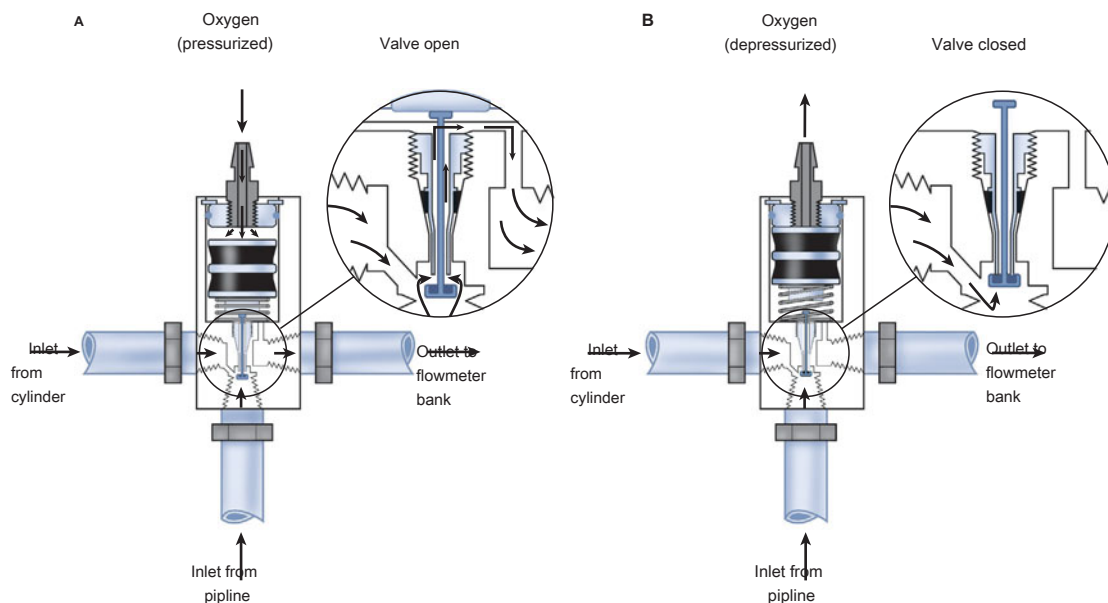 A
Oxygen
(pressurized)
Valve open
Inlet
from
cylinder
Outlet to
flowmeter
bank
Inlet from
pipline
B
Oxygen
(depressurized)
Valve closed
Inlet
from
cylinder
Outlet to
flowmeter
bank
Inlet from
pipline